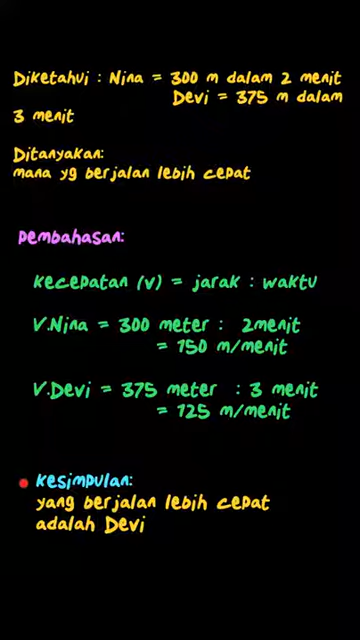 Diketahui : Nina = 300 m dalam 2 menit
Devi = 375 m dalam
3 menit
Ditanyakan:
mana yg berjalan lebih cepat
Pembahasan:
kecepatan (v) = jarak : waktu
V.Nina = 300 meter : 2menit
= 150 m/menit
V.Devi = 375 meter : 3 menit
= 125 m/menit
kesimpulan:
yang berjalan lebih cepat
adalah Devi